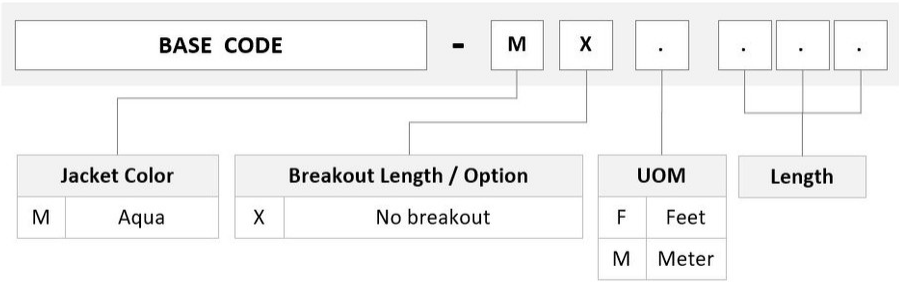 BASE CODE - M X . . . .
Jacket Color
M Aqua
Breakout Length / Option
X No breakout
UOM
F Feet
M Meter
Length